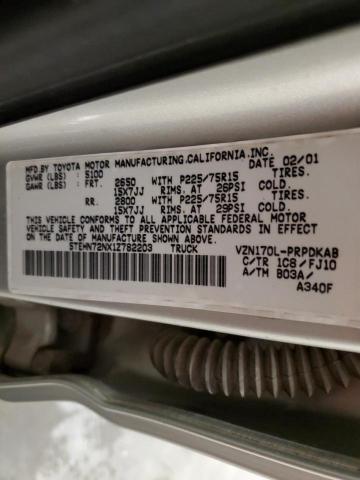 MFD.BY TOYOTA MOTOR MANUFACTURING,CALIFORNIA,INC.
GVWR (LBS) : 5100 02/01
GAWR (LBS) : FRT. 2650 WITH P225/75R15 TIRES.
15X7JJ RIMS. AT 26PSI COLD.
RR. 2800 WITH P225/75R15 TIRES.
15X7JJ RIMS. AT 29PSI COLD.
THIS VEHICLE CONFORMS TO ALL APPLICABLE FEDERAL MOTOR
VEHICLE SAFETY AND THEFT PREVENTION STANDARDS IN EFFECT
ON THE DATE OF MANUFACTURE SHOWN ABOVE.
5TEHN72NX1Z782203 TRUCK
VZN170L-PRPDKAB
C/TR 1C8/FJ10
A/TM B03A/
A340F